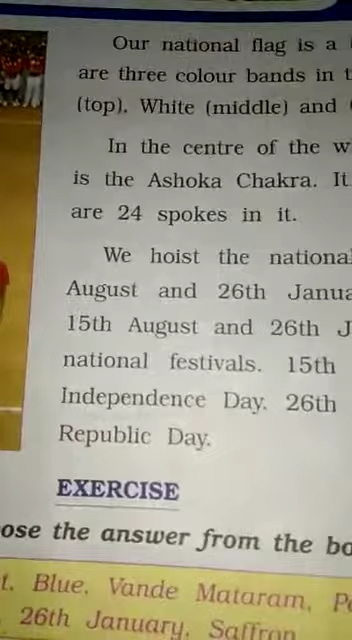 Our national flag is a
are three colour bands in
(top). White (middle) and
In the centre of the
is the Ashoka Chakra. It
are 24 spokes in it.
We hoist the national
August and 26th
15th August and 26th
national festivals. 15th
Independence Day. 26th
Republic Day.
EXERCISE
the answer from the
Blue, Vande Mataram,
26th January, Saffron